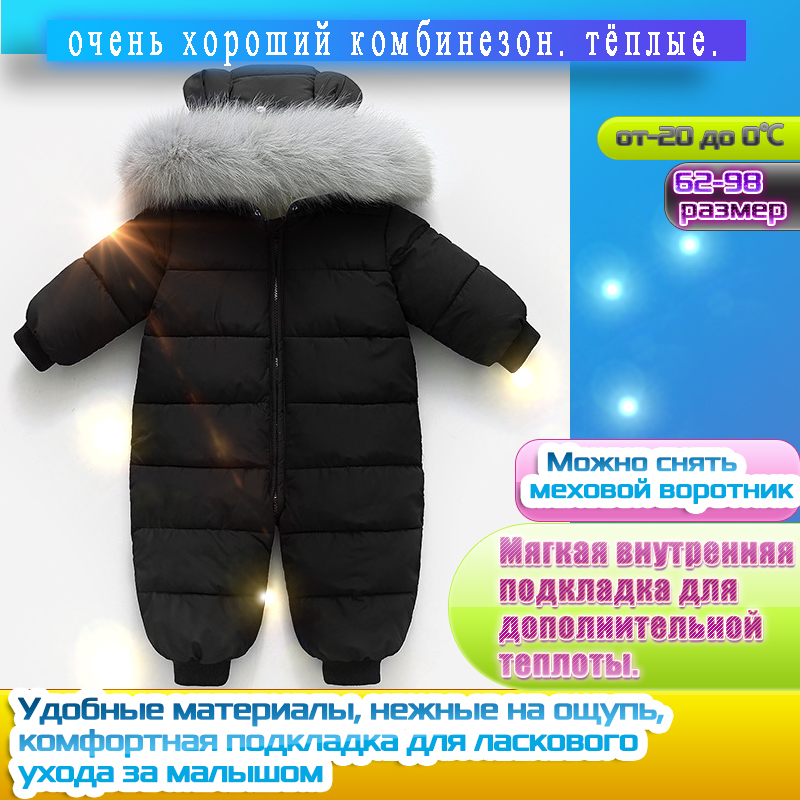 очень хороший комбинезон. тёплые.
от-20 до 0°C
62-98
размер
Можно снять
меховой воротник
Мягкая внутренняя
подкладка для
дополнительной
теплоты.
Удобные материалы, нежные на ощупь,
комфортная подкладка для ласкового
ухода за малышом